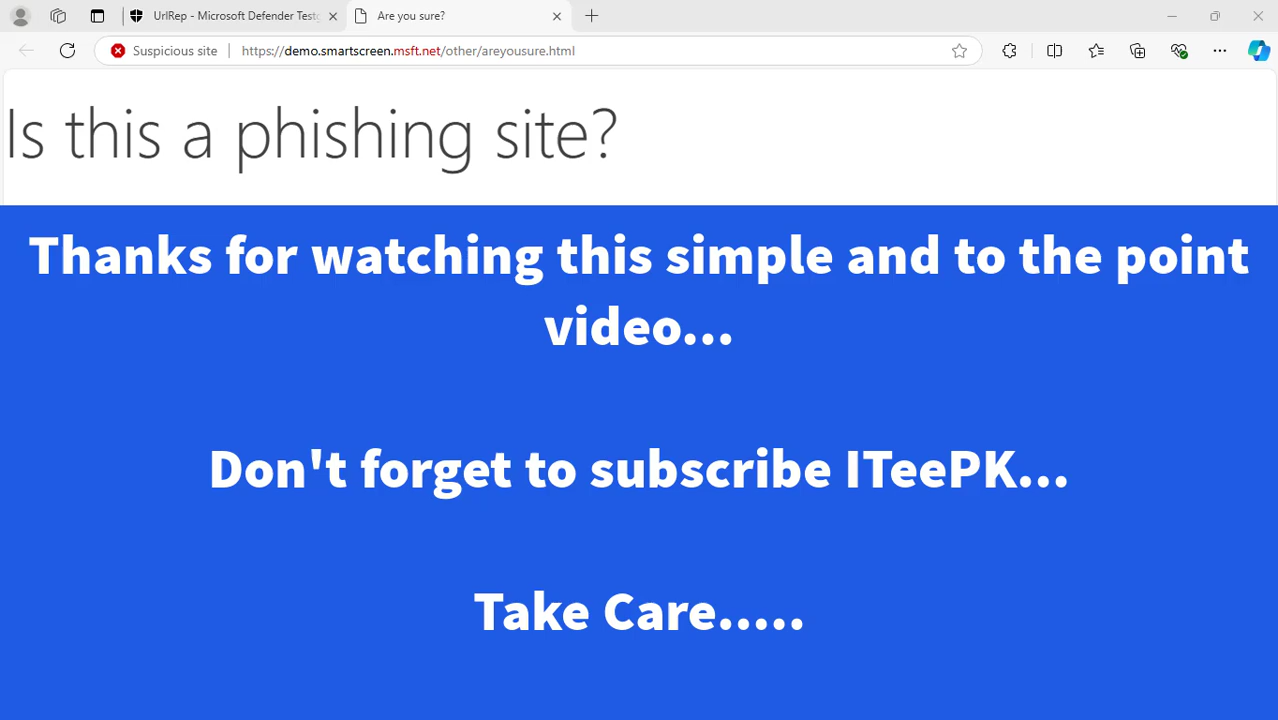 UrlRep - Microsoft Defender Testg
Are you sure?
Suspicious site
https://demo.smartscreen.msft.net/other/areyousure.html
Is this a phishing site?
Thanks for watching this simple and to the point
video...
Don't forget to subscribe ITeePK...
Take Care.....